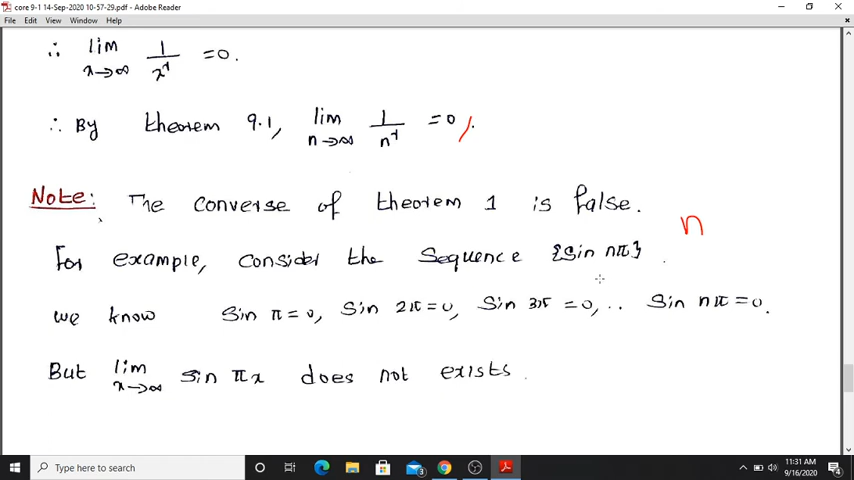 core 9-1 14-Sep-2020 10-57-29.pdf - Adobe Reader
File Edit View Window Help
∴ lim x→∞ 1/x^r = 0.
∴ By theorem 9.1, lim n→∞ 1/n^r = 0 /.
Note: The converse of theorem 1 is false.
n
For example, consider the Sequence {Sin nπ} .
we know Sin π = 0, Sin 2π = 0, Sin 3π = 0, .. Sin nπ = 0.
But lim x→∞ Sin πx does not exists .
Type here to search
3
11:31 AM
9/16/2020
4